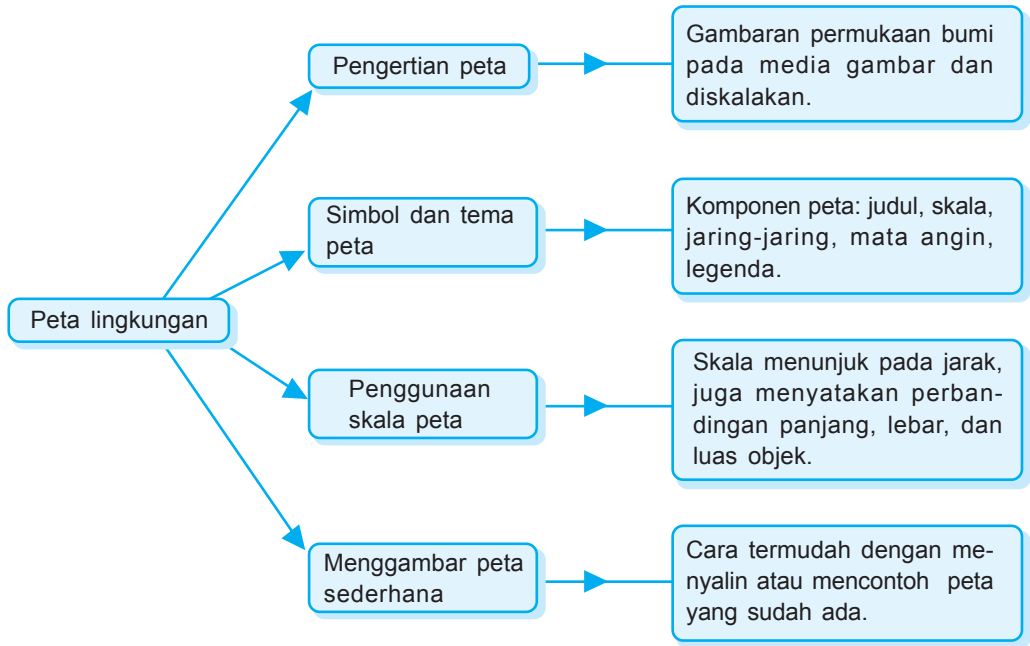 Peta lingkungan
Pengertian peta
Gambaran permukaan bumi
pada media gambar dan
diskalakan.
Simbol dan tema
peta
Komponen peta: judul, skala,
jaring-jaring, mata angin,
legenda.
Penggunaan
skala peta
Skala menunjuk pada jarak,
juga menyatakan perban-
dingan panjang, lebar, dan
luas objek.
Menggambar peta
sederhana
Cara termudah dengan me-
nyalin atau mencontoh peta
yang sudah ada.